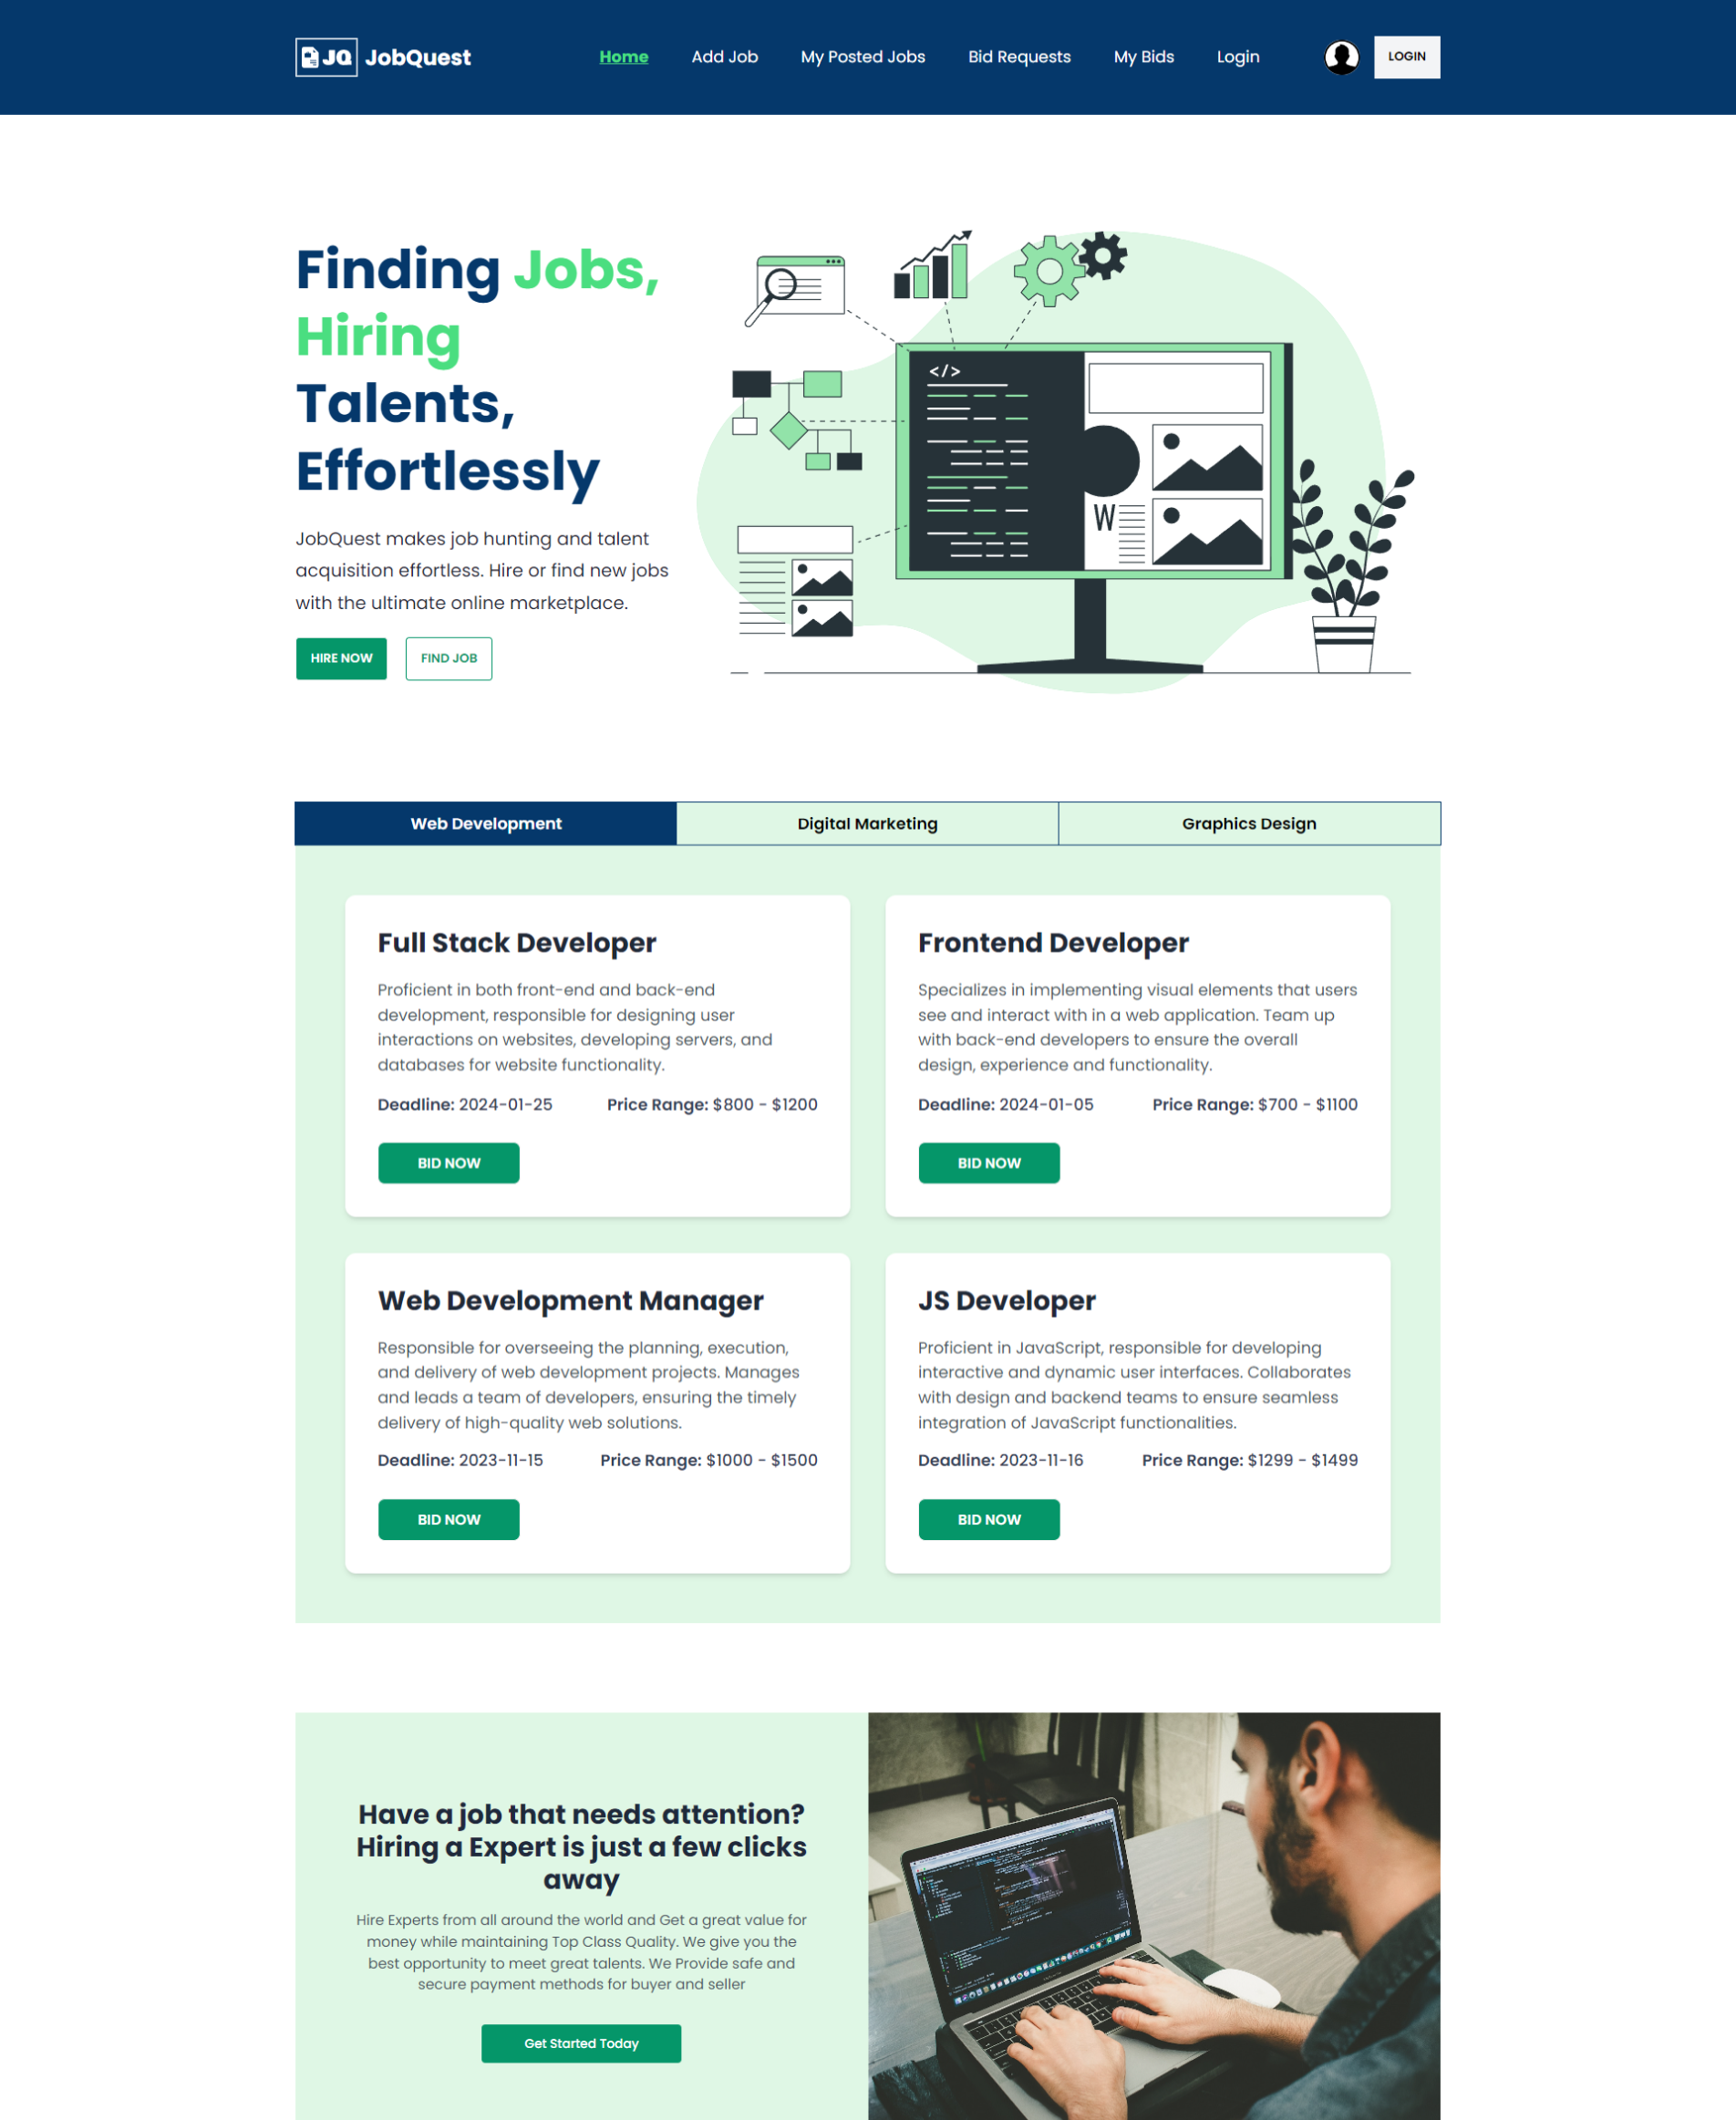 JQ JobQuest
Home Add Job My Posted Jobs Bid Requests My Bids Login LOGIN
Finding Jobs,
Hiring
Talents,
Effortlessly
JobQuest makes job hunting and talent
acquisition effortless. Hire or find new jobs
with the ultimate online marketplace.
HIRE NOW FIND JOB
</>
W
Web Development Digital Marketing Graphics Design
Full Stack Developer
Proficient in both front-end and back-end
development, responsible for designing user
interactions on websites, developing servers, and
databases for website functionality.
Deadline: 2024-01-25 Price Range: $800 - $1200
BID NOW
Frontend Developer
Specializes in implementing visual elements that users
see and interact with in a web application. Team up
with back-end developers to ensure the overall
design, experience and functionality.
Deadline: 2024-01-05 Price Range: $700 - $1100
BID NOW
Web Development Manager
Responsible for overseeing the planning, execution,
and delivery of web development projects. Manages
and leads a team of developers, ensuring the timely
delivery of high-quality web solutions.
Deadline: 2023-11-15 Price Range: $1000 - $1500
BID NOW
JS Developer
Proficient in JavaScript, responsible for developing
interactive and dynamic user interfaces. Collaborates
with design and backend teams to ensure seamless
integration of JavaScript functionalities.
Deadline: 2023-11-16 Price Range: $1299 - $1499
BID NOW
Have a job that needs attention?
Hiring a Expert is just a few clicks
away
Hire Experts from all around the world and Get a great value for
money while maintaining Top Class Quality. We give you the
best opportunity to meet great talents. We Provide safe and
secure payment methods for buyer and seller
Get Started Today